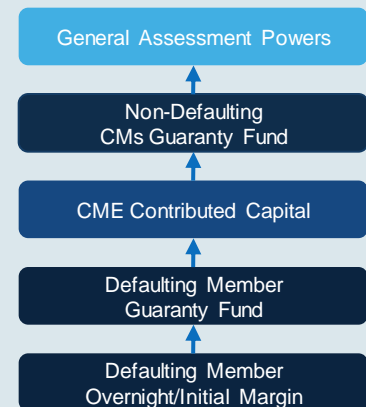 General Assessment Powers
Non-Defaulting
CMs Guaranty Fund
CME Contributed Capital
Defaulting Member
Guaranty Fund
Defaulting Member
Overnight/Initial Margin